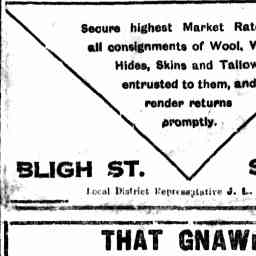 Secure highest Market Rat
all consignments of Wool, W
Hides, Skins and Tallow
entrusted to them, and
render returns
promptly.
BLIGH ST. S
Local District Representative J. L.
THAT GNAW